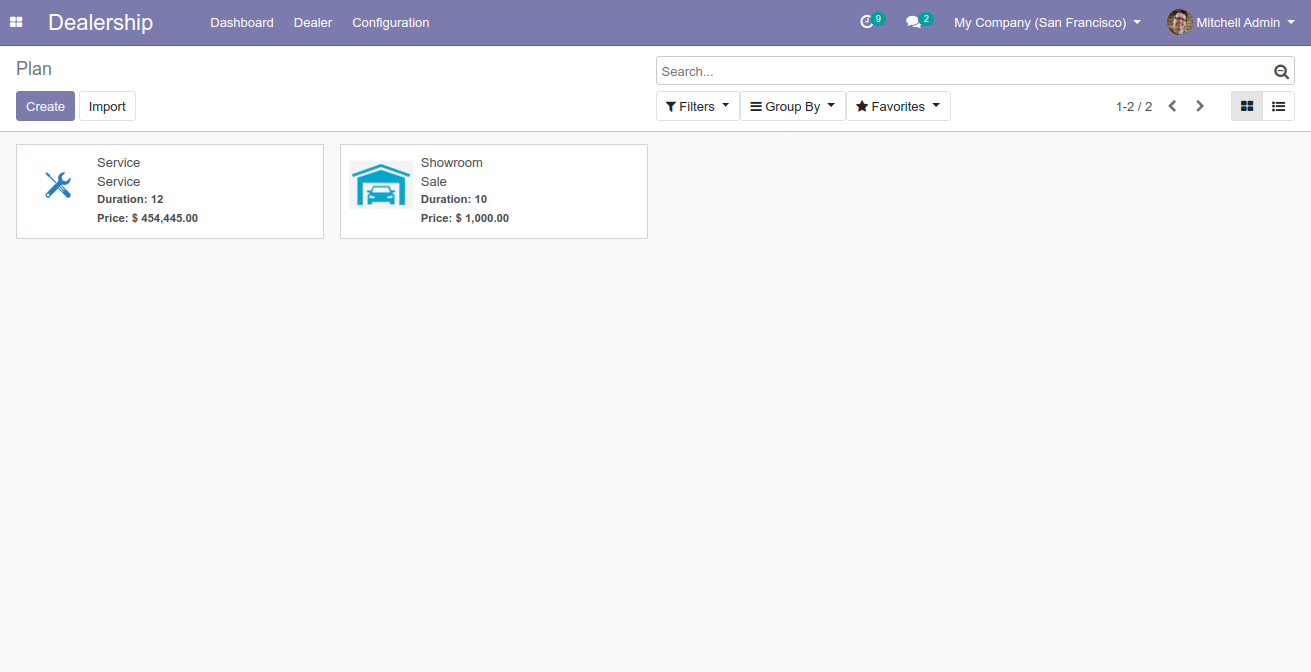 Dealership Dashboard Dealer Configuration 9 2 My Company (San Francisco) Mitchell Admin
Plan
Search...
Create Import Filters Group By Favorites 1-2 / 2
Service
Service
Duration: 12
Price: $ 454,445.00
Showroom
Sale
Duration: 10
Price: $ 1,000.00